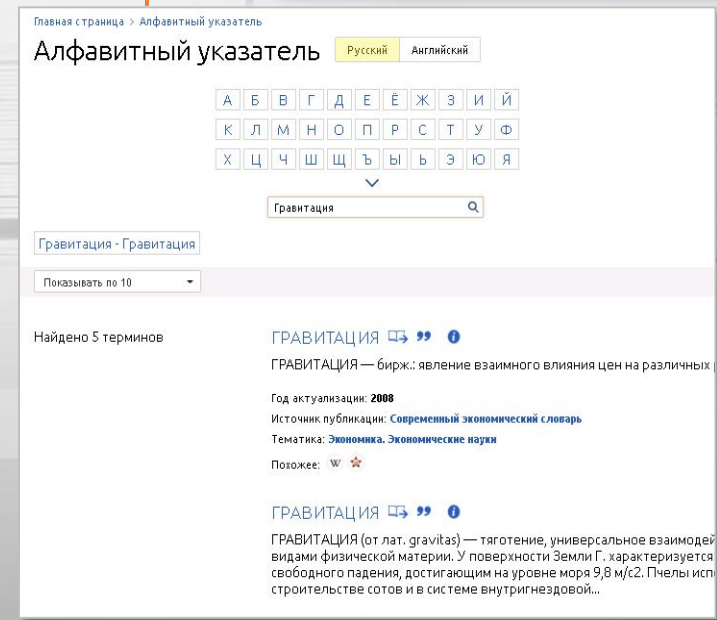 Главная страница > Алфавитный указатель
Алфавитный указатель Русский Английский
А Б В Г Д Е Ё Ж З И Й
К Л М Н О П Р С Т У Ф
Х Ц Ч Ш Щ Ъ Ы Ь Э Ю Я
Гравитация
Гравитация - Гравитация
Показывать по 10
Найдено 5 терминов
ГРАВИТАЦИЯ
ГРАВИТАЦИЯ — бирж.: явление взаимного влияния цен на различных
Год актуализации: 2008
Источник публикации: Современный экономический словарь
Тематика: Экономика. Экономические науки
Похожее: W
ГРАВИТАЦИЯ
ГРАВИТАЦИЯ (от лат. gravitas) — тяготение, универсальное взаимодей
видами физической материи. У поверхности Земли Г. характеризуется
свободного падения, достигающим на уровне моря 9,8 м/с2. Пчелы исп
строительстве сотов и в системе внутригнездовой...